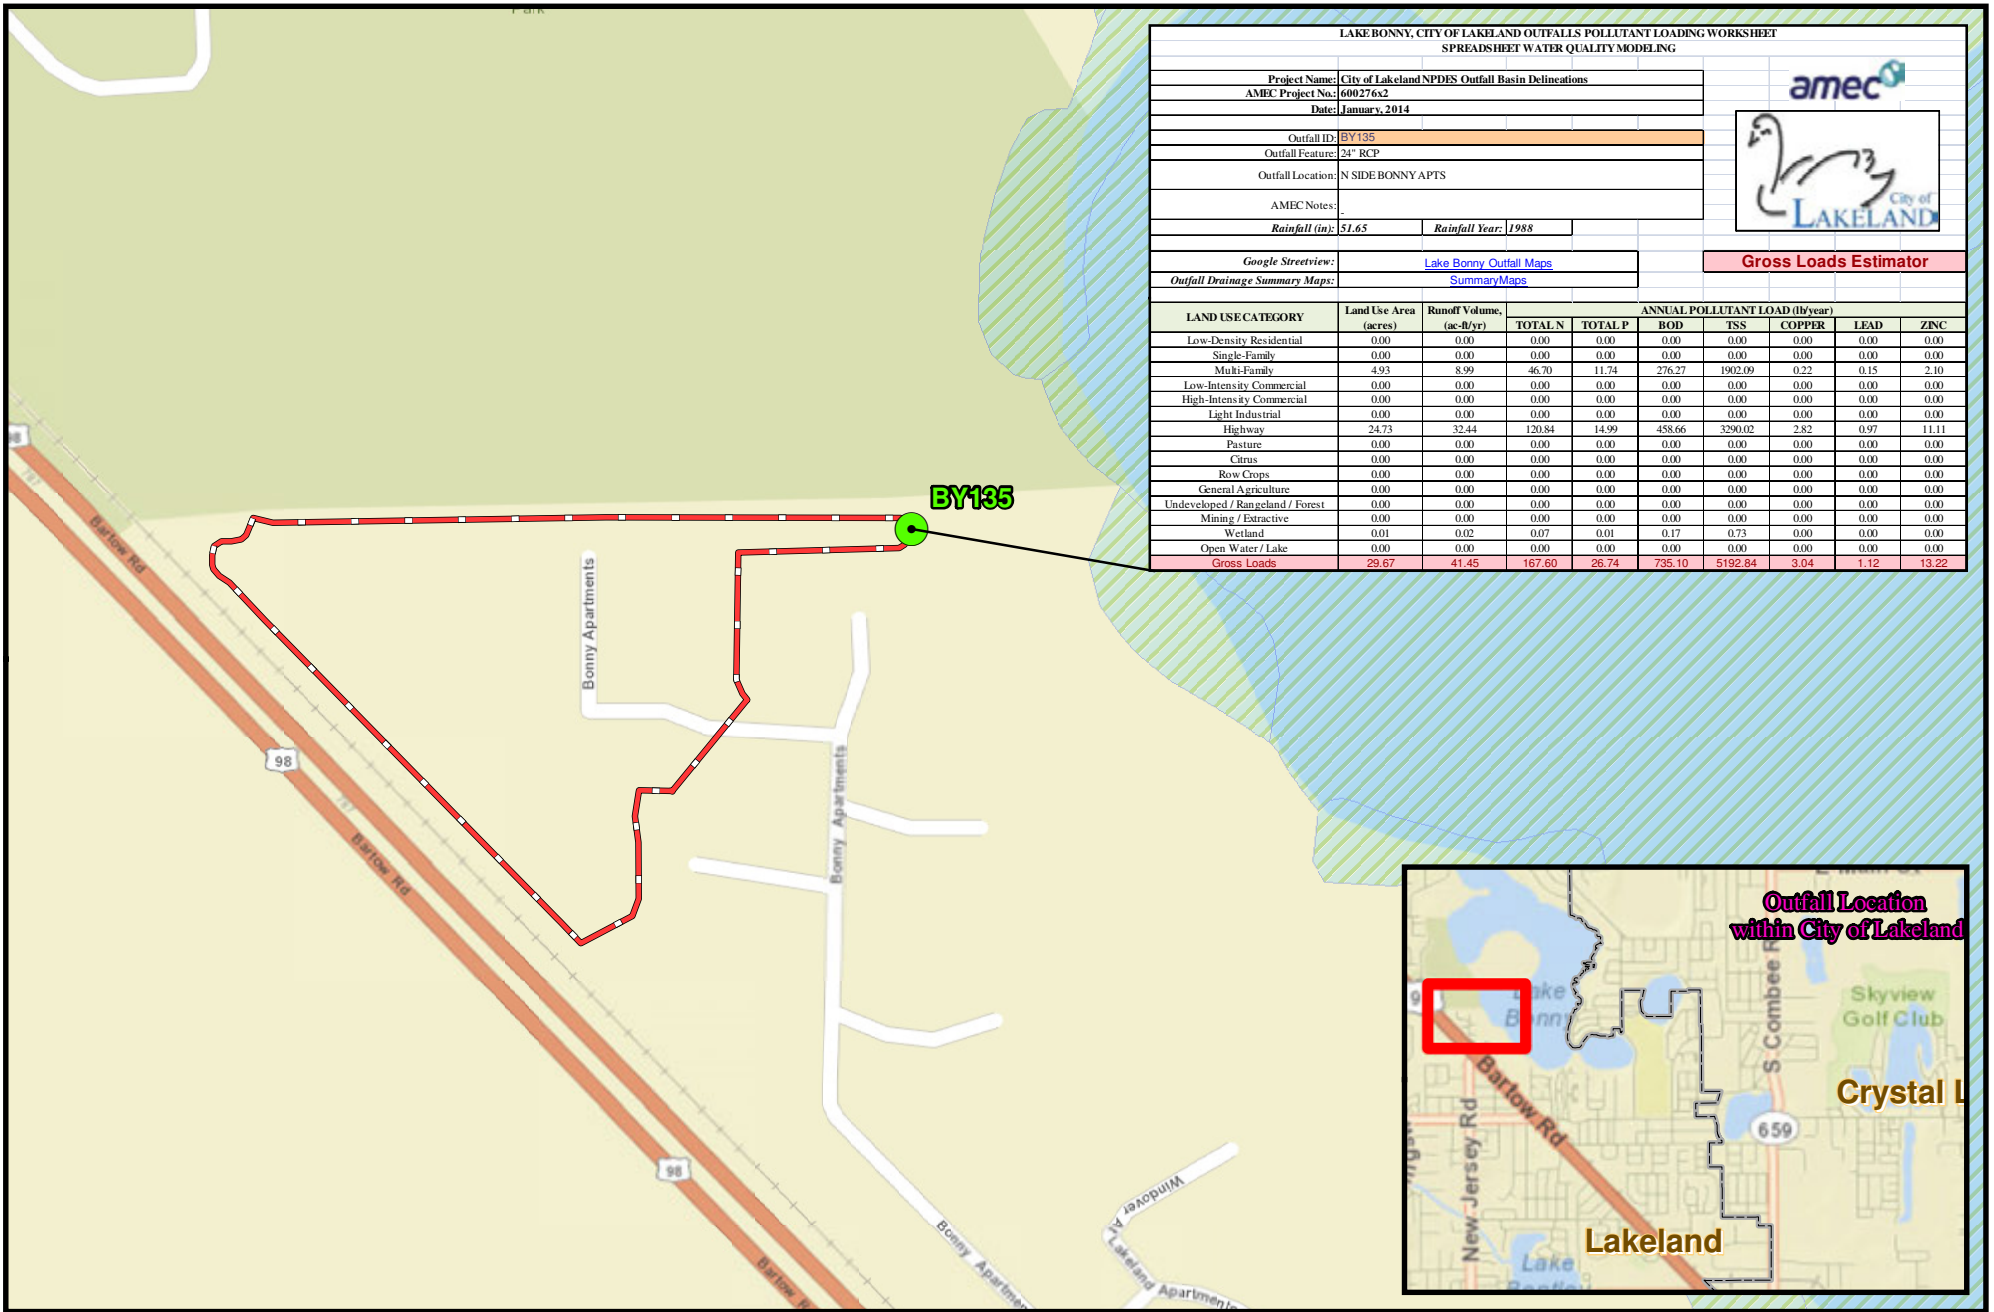 Park
LAKE BONNY, CITY OF LAKELAND OUTFALLS POLLUTANT LOADING WORKSHEET
SPREADSHEET WATER QUALITY MODELING
Project Name: City of Lakeland NPDES Outfall Basin Delineations
AMEC Project No.: 600276x2
Date: January, 2014
amec
Outfall ID: BY135
Outfall Feature: 24" RCP
Outfall Location: N SIDE BONNY APTS
AMEC Notes: -
City of
LAKELAND
Rainfall (in): 51.65 Rainfall Year: 1988
Google Streetview: Lake Bonny Outfall Maps
Gross Loads Estimator
Outfall Drainage Summary Maps: SummaryMaps
LAND USE CATEGORY Land Use Area (acres) Runoff Volume, (ac-ft/yr) ANNUAL POLLUTANT LOAD (lb/year)
TOTAL N TOTAL P BOD TSS COPPER LEAD ZINC
Low-Density Residential 0.00 0.00 0.00 0.00 0.00 0.00 0.00 0.00 0.00
Single-Family 0.00 0.00 0.00 0.00 0.00 0.00 0.00 0.00 0.00
Multi-Family 4.93 8.99 46.70 11.74 276.27 1902.09 0.22 0.15 2.10
Low-Intensity Commercial 0.00 0.00 0.00 0.00 0.00 0.00 0.00 0.00 0.00
High-Intensity Commercial 0.00 0.00 0.00 0.00 0.00 0.00 0.00 0.00 0.00
Light Industrial 0.00 0.00 0.00 0.00 0.00 0.00 0.00 0.00 0.00
Highway 24.73 32.44 120.84 14.99 458.66 3290.02 2.82 0.97 11.11
Pasture 0.00 0.00 0.00 0.00 0.00 0.00 0.00 0.00 0.00
Citrus 0.00 0.00 0.00 0.00 0.00 0.00 0.00 0.00 0.00
Row Crops 0.00 0.00 0.00 0.00 0.00 0.00 0.00 0.00 0.00
General Agriculture 0.00 0.00 0.00 0.00 0.00 0.00 0.00 0.00 0.00
Undeveloped / Rangeland / Forest 0.00 0.00 0.00 0.00 0.00 0.00 0.00 0.00 0.00
Mining / Extractive 0.00 0.00 0.00 0.00 0.00 0.00 0.00 0.00 0.00
Wetland 0.01 0.02 0.07 0.01 0.17 0.73 0.00 0.00 0.00
Open Water / Lake 0.00 0.00 0.00 0.00 0.00 0.00 0.00 0.00 0.00
Gross Loads 29.67 41.45 167.60 26.74 735.10 5192.84 3.04 1.12 13.22
98
787
Bartow Rd
BY135
Bonny Apartments
98
787
Bartow Rd
Bonny Apartments
98
Bartow R
Bonny Apartmen
Windover A
Lakeland Apartments
E Main St
Outfall Location
within City of Lakeland
9
Lake
Bonny
S Combee R
Skyview
Golf Club
Bartow Rd
Crystal L
659
New Jersey Rd
Lakeland
Lake